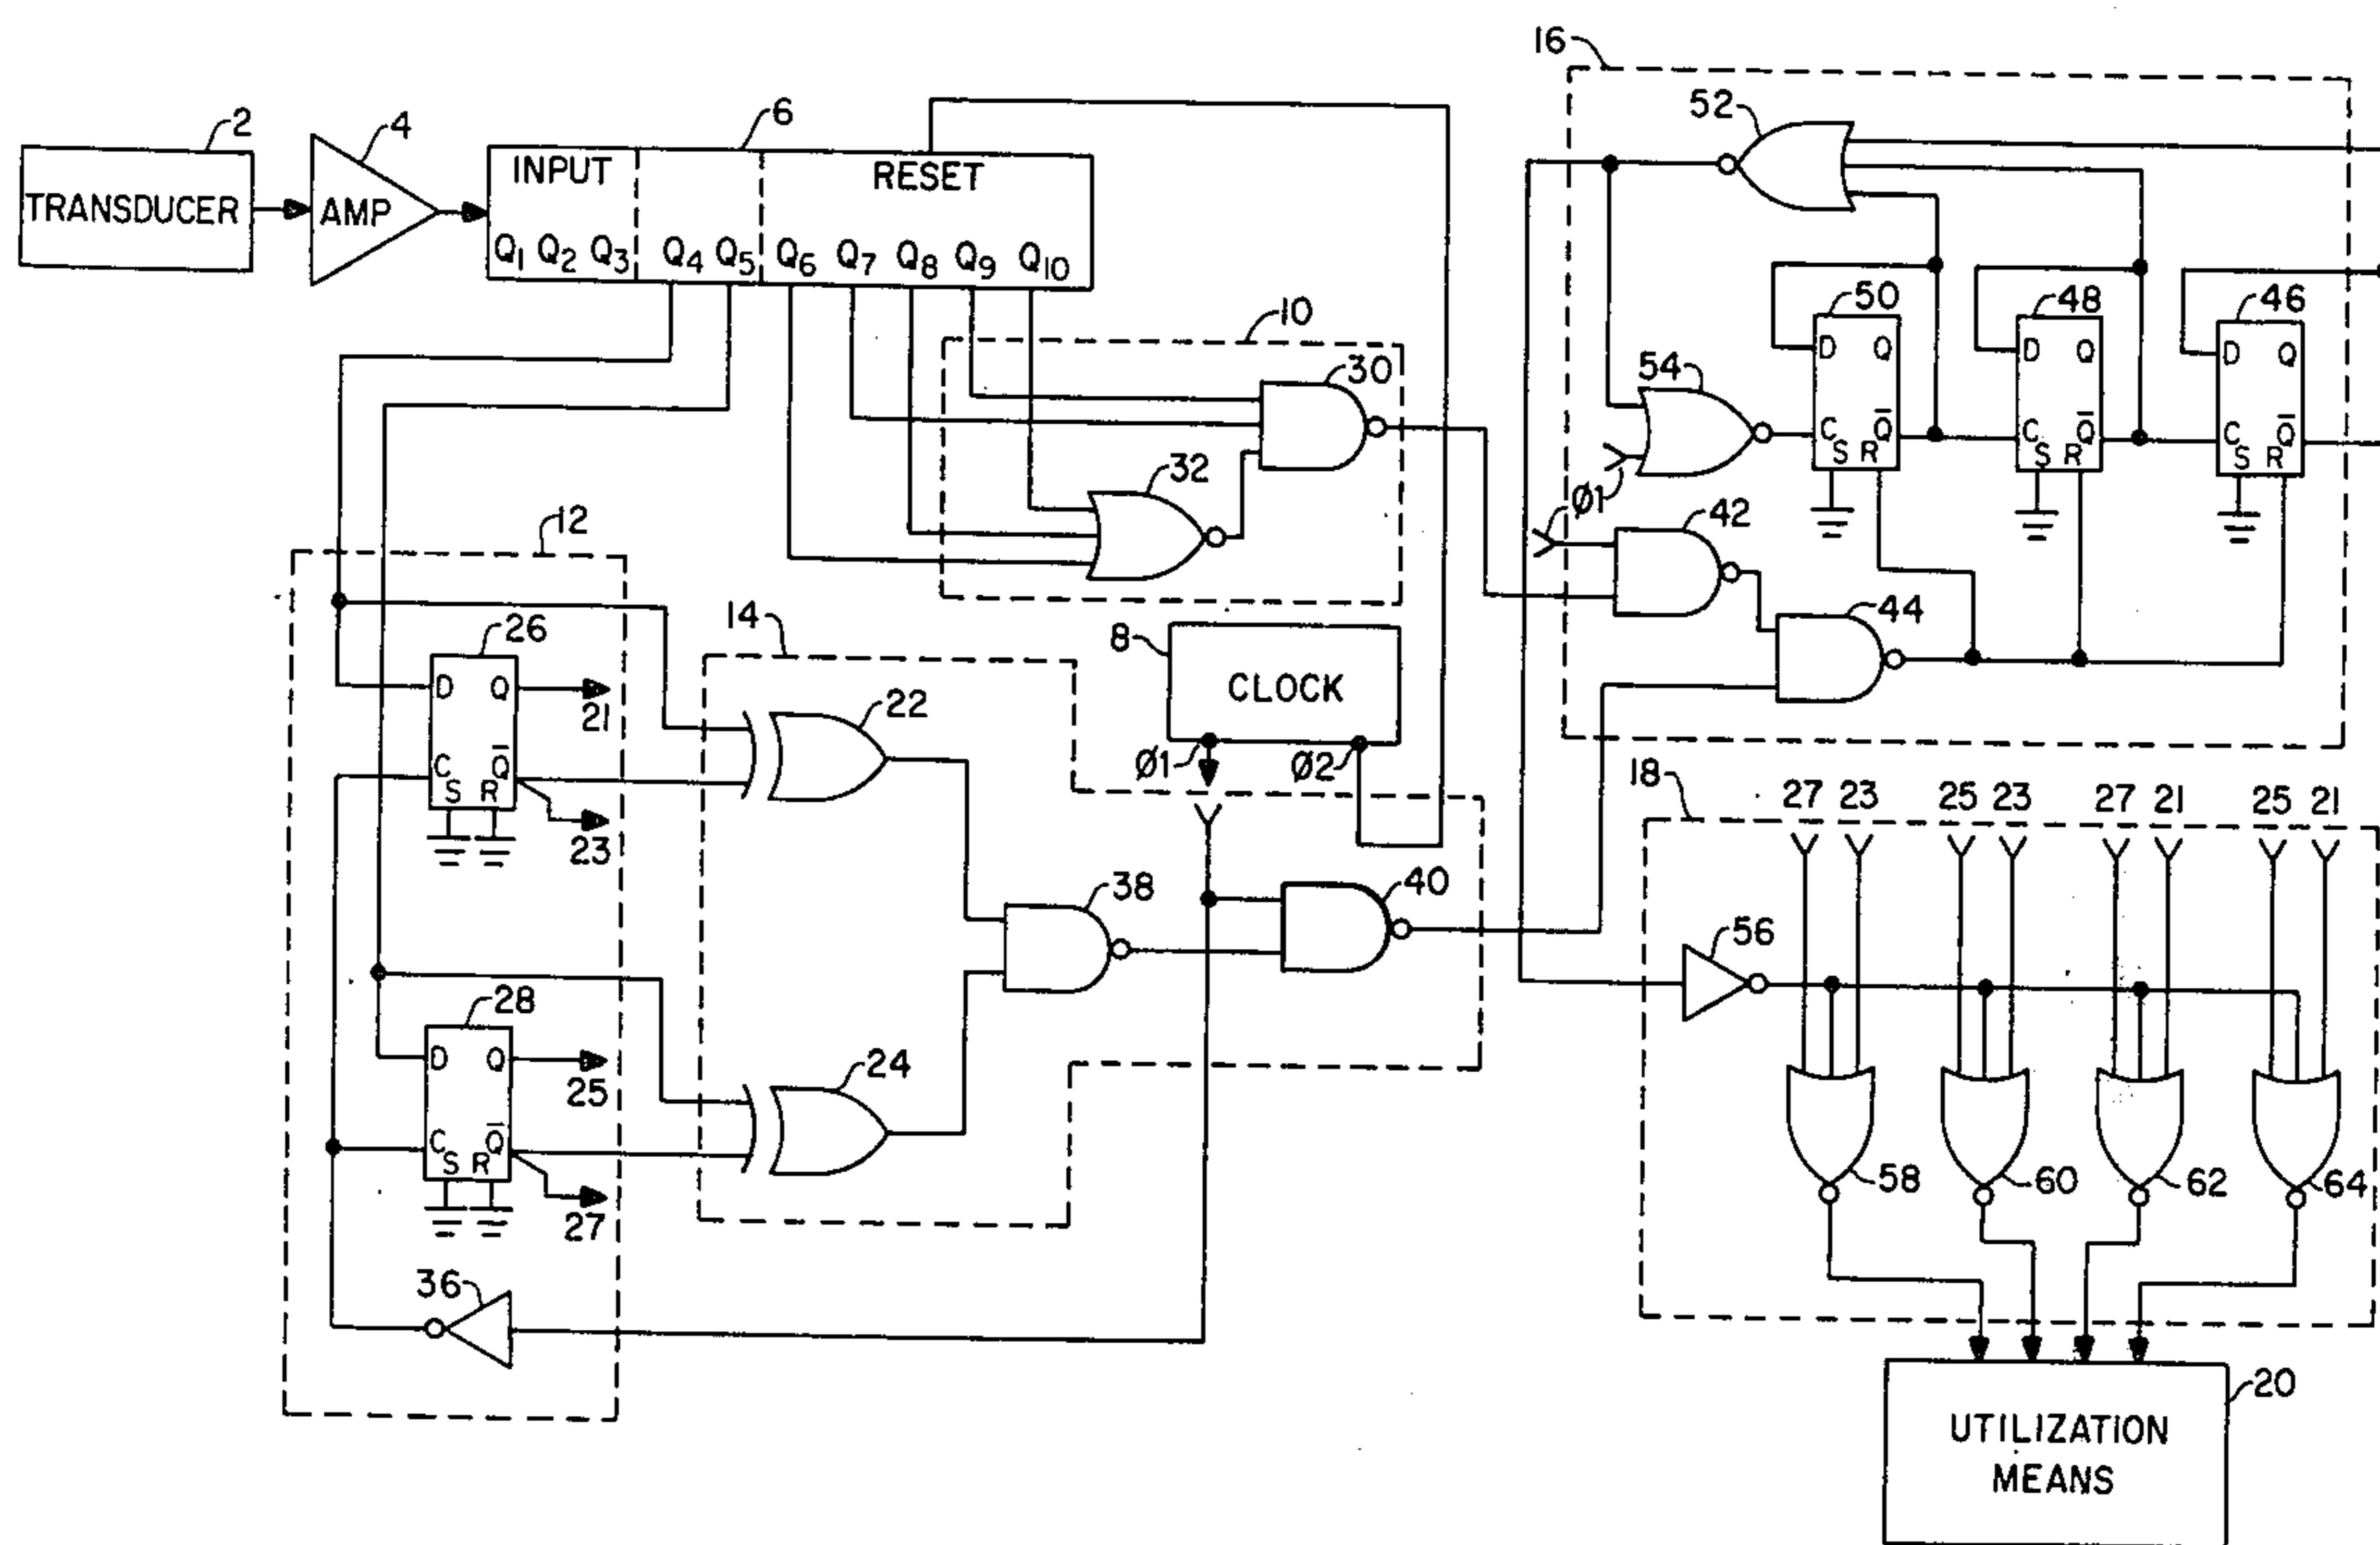 16
2
4
6
52
TRANSDUCER
AMP
INPUT
RESET
Q1 Q2 Q3 Q4 Q5 Q6 Q7 Q8 Q9 Q10
10
50
48
46
D Q
D Q
D Q
30
54
C S R Q̅
C S R Q̅
C S R Q̅
32
Ø1
12
42
14
8
CLOCK
44
26
D Q
21
22
C S R Q̅
23
Ø1
Ø2
18
27 23 25 23 27 21 25 21
38
40
56
28
D Q
25
24
C S R Q̅
27
58
60
62
64
36
20
UTILIZATION
MEANS